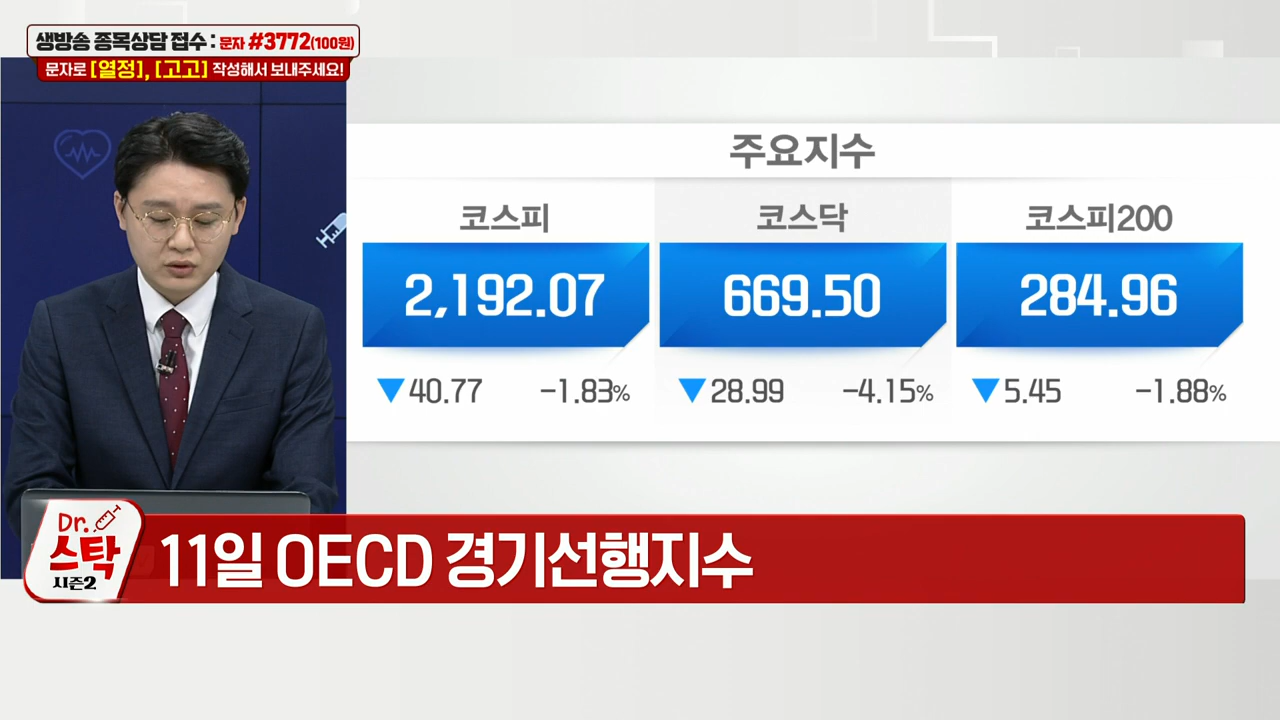 생방송 종목상담 접수 : 문자 #3772(100원)
문자로 [열정], [고고] 작성해서 보내주세요!
주요지수
코스피 코스닥 코스피200
2,192.07 669.50 284.96
▼40.77 -1.83% ▼28.99 -4.15% ▼5.45 -1.88%
Dr.
스탁
시즌2
11일 OECD 경기선행지수